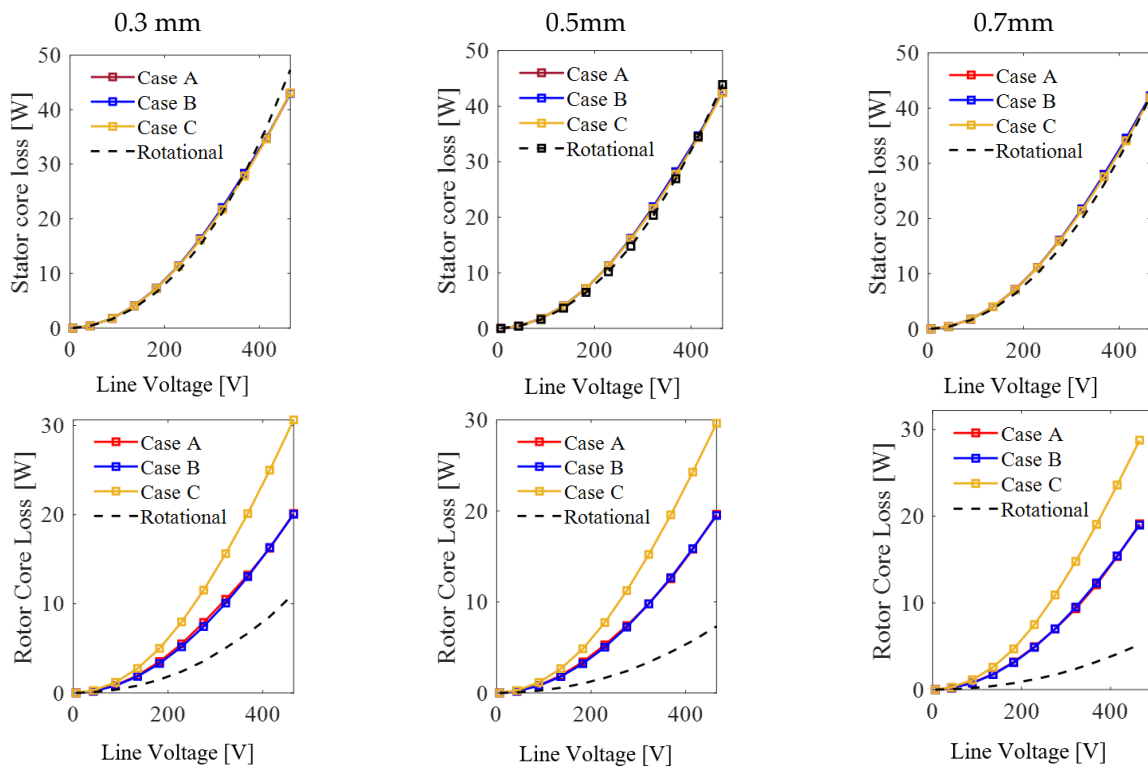 0.3 mm
0.5mm
0.7mm
Stator core loss [W]
50
40
30
20
10
0
0
200
400
Line Voltage [V]
Case A
Case B
Case C
Rotational
Stator core loss [W]
50
40
30
20
10
0
0
200
400
Line Voltage [V]
Case A
Case B
Case C
Rotational
Stator core loss [W]
50
40
30
20
10
0
0
200
400
Line Voltage [V]
Case A
Case B
Case C
Rotational
Rotor Core Loss [W]
30
20
10
0
0
200
400
Line Voltage [V]
Case A
Case B
Case C
Rotational
Rotor Core Loss [W]
30
20
10
0
0
200
400
Line Voltage [V]
Case A
Case B
Case C
Rotational
Rotor Core Loss [W]
30
20
10
0
0
200
400
Line Voltage [V]
Case A
Case B
Case C
Rotational